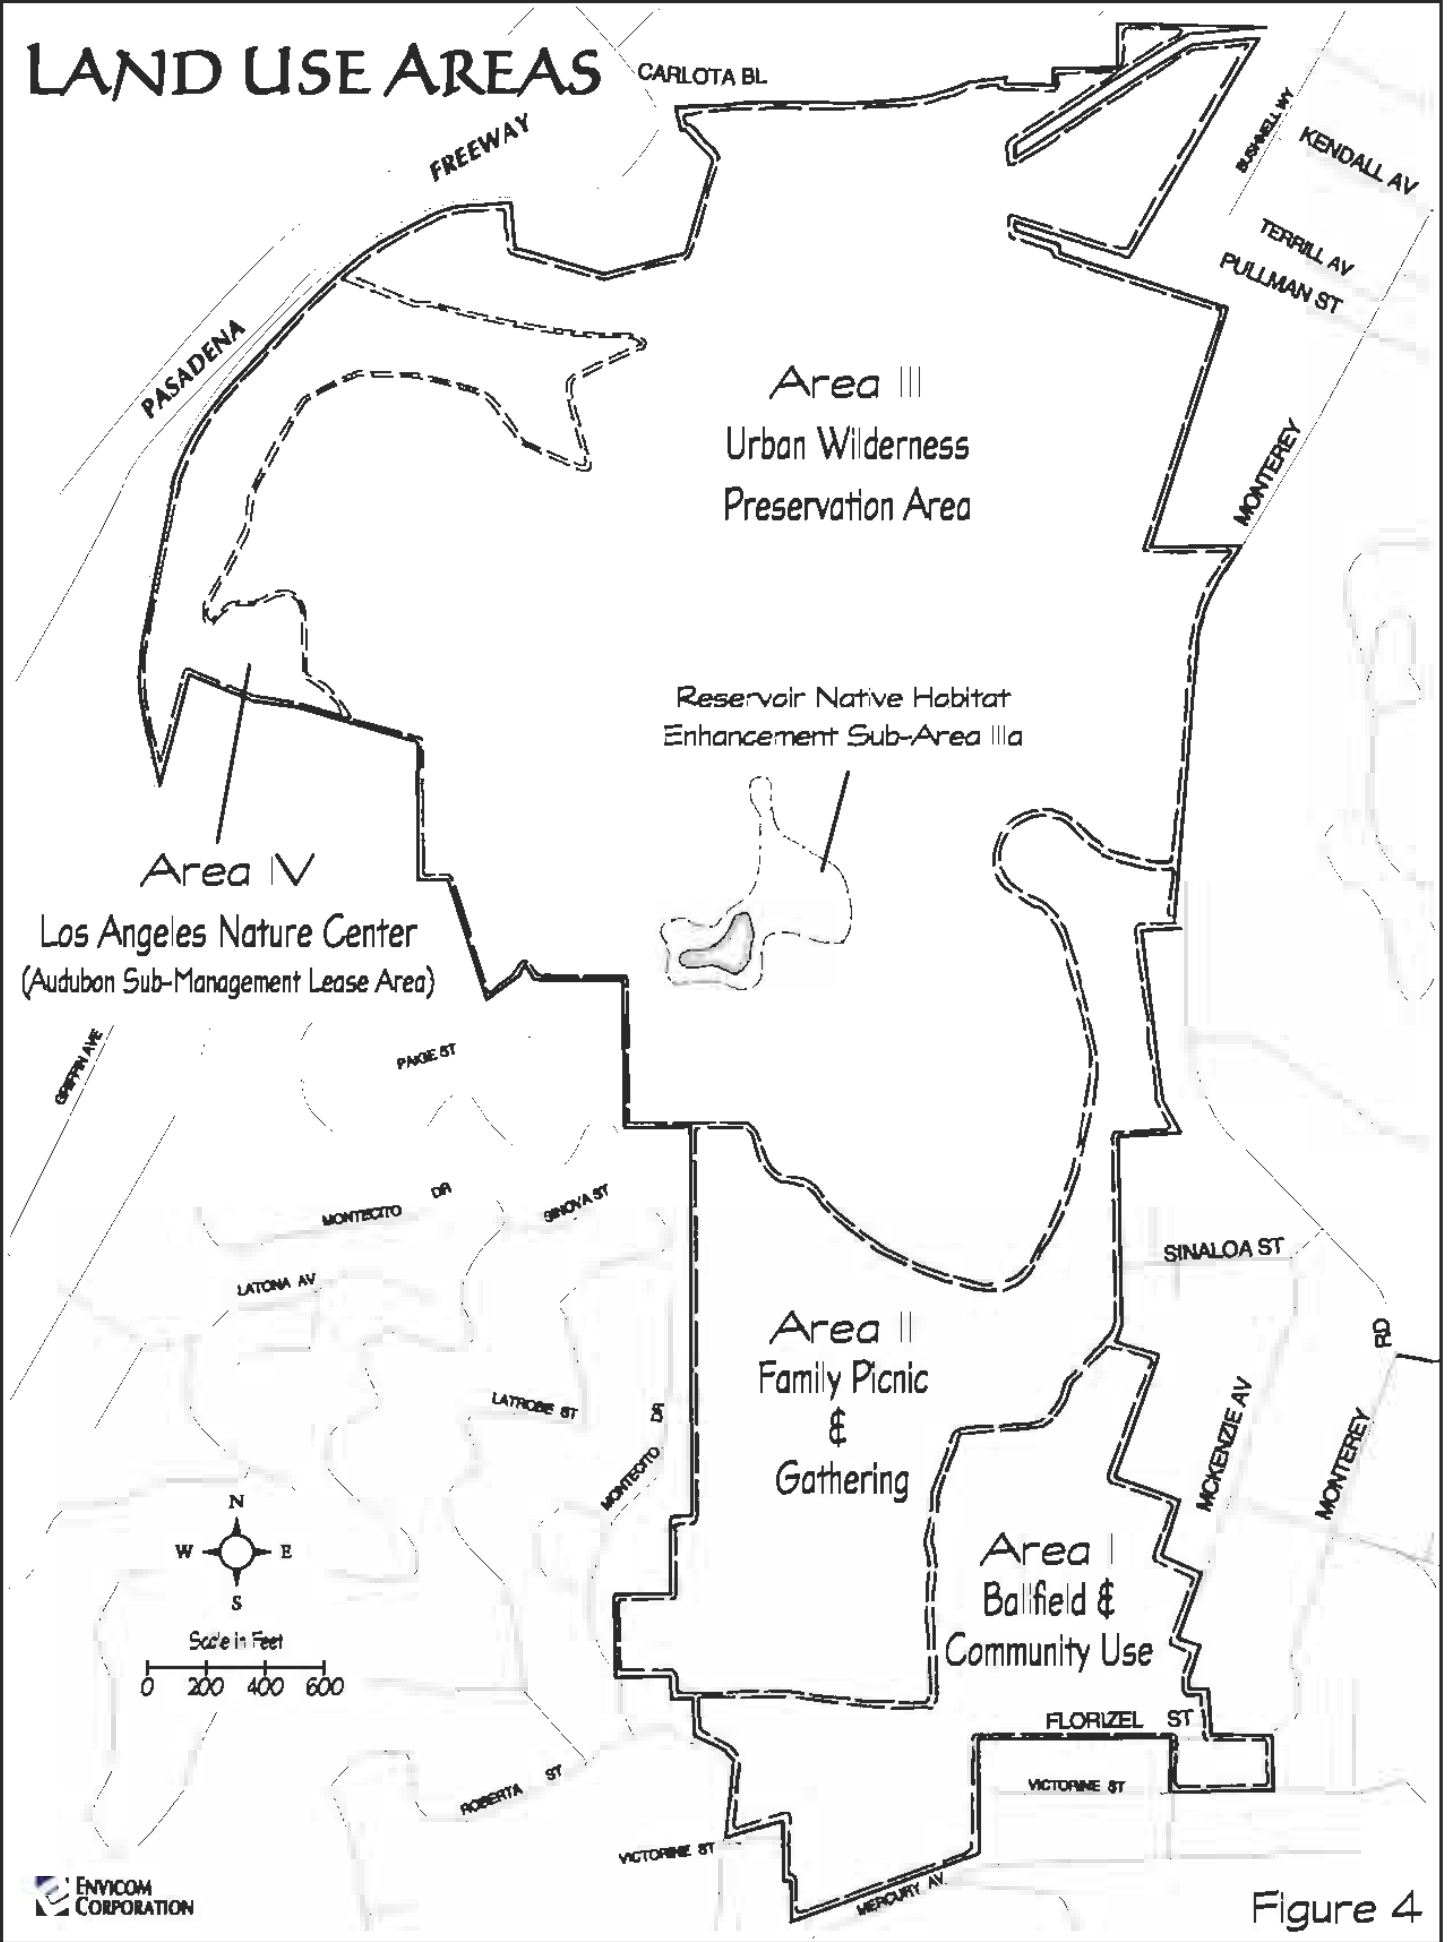 LAND USE AREAS
CARLOTA BL
FREEWAY
BUSHNELL WY
KENDALL AV
TERRILL AV
PULLMAN ST
PASADENA
Area III
Urban Wilderness
Preservation Area
MONTEREY
Reservoir Native Habitat
Enhancement Sub-Area IIIa
Area IV
Los Angeles Nature Center
(Audubon Sub-Management Lease Area)
GRIFFIN AVE
PAIGE ST
MONTECITO DR
SINOVA ST
SINALOA ST
LATONA AV
Area II
Family Picnic
&
Gathering
RD
LATROBE ST
MONTECITO DR
MCKENZIE AV
MONTEREY
N
W E
S
Area I
Ballfield &
Community Use
Scale in Feet
0 200 400 600
FLORIZEL ST
VICTORINE ST
ROBERTA ST
VICTORINE ST
MERCURY AV
ENVICOM
CORPORATION
Figure 4